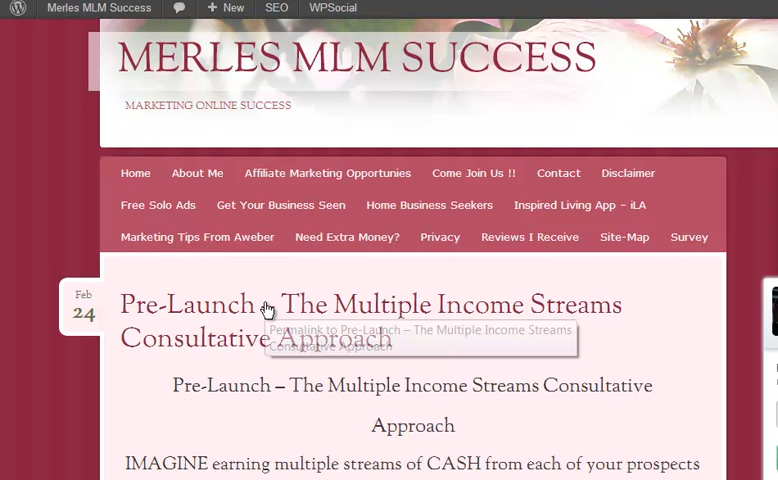 Merles MLM Success New SEO WPSocial
MERLES MLM SUCCESS
MARKETING ONLINE SUCCESS
Home About Me Affiliate Marketing Opportunies Come Join Us !! Contact Disclaimer
Free Solo Ads Get Your Business Seen Home Business Seekers Inspired Living App – iLA
Marketing Tips From Aweber Need Extra Money? Privacy Reviews I Receive Site-Map Survey
Feb
24
Pre-Launch – The Multiple Income Streams
Consultative Approach
Permalink to Pre-Launch – The Multiple Income Streams
Consultative Approach
Pre-Launch – The Multiple Income Streams Consultative
Approach
IMAGINE earning multiple streams of CASH from each of your prospects